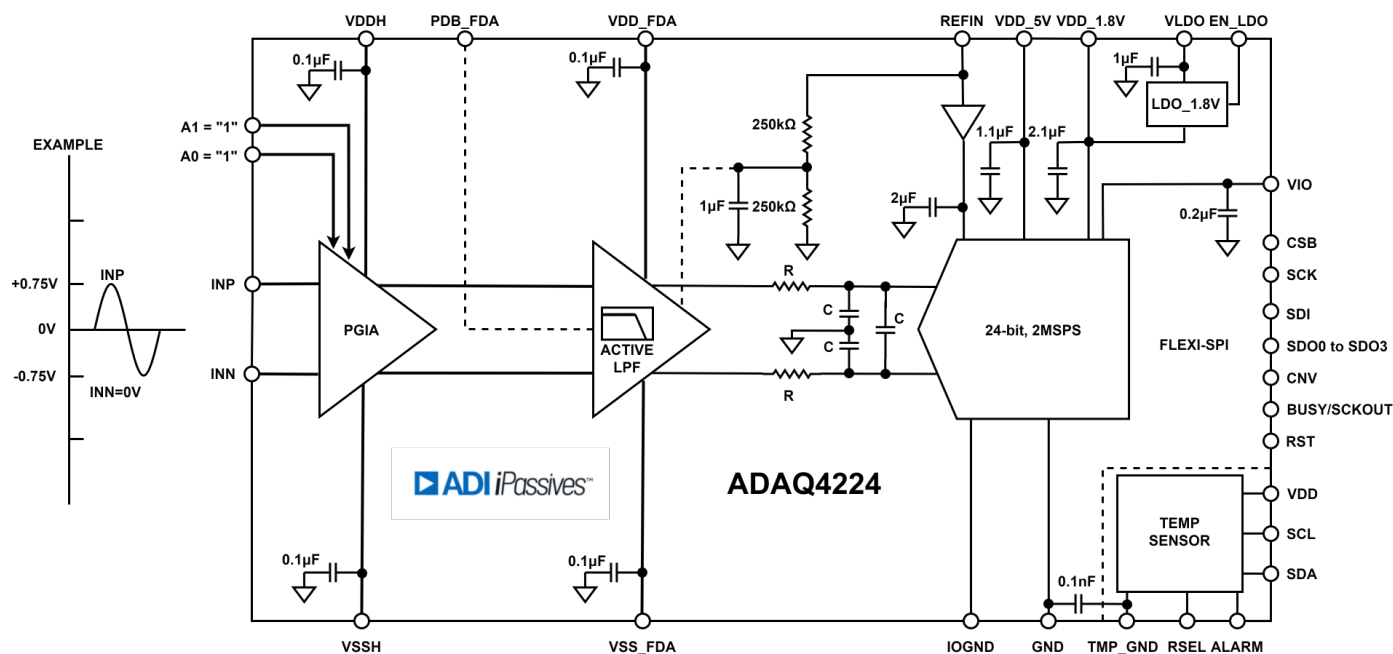 VDDH
PDB_FDA
VDD_FDA
REFIN
VDD_5V
VDD_1.8V
VLDO
EN_LDO
0.1µF
0.1µF
1µF
LDO_1.8V
A1 = "1"
A0 = "1"
250kΩ
1.1µF
2.1µF
EXAMPLE
VIO
1µF
250kΩ
2µF
0.2µF
CSB
+0.75V
INP
INP
R
SCK
C
C
SDI
0V
PGIA
24-bit, 2MSPS
FLEXI-SPI
SDO0 to SDO3
ACTIVE
LPF
C
-0.75V
INN=0V
INN
R
CNV
BUSY/SCKOUT
RST
ADI iPassives™
ADAQ4224
VDD
TEMP
SENSOR
SCL
0.1µF
0.1µF
0.1nF
SDA
VSSH
VSS_FDA
IOGND
GND
TMP_GND
RSEL
ALARM